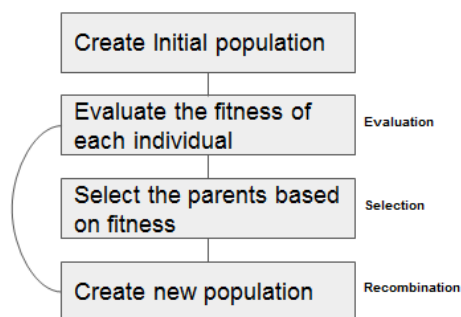 Create Initial population
Evaluate the fitness of
each individual
Evaluation
Select the parents based
on fitness
Selection
Create new population
Recombination